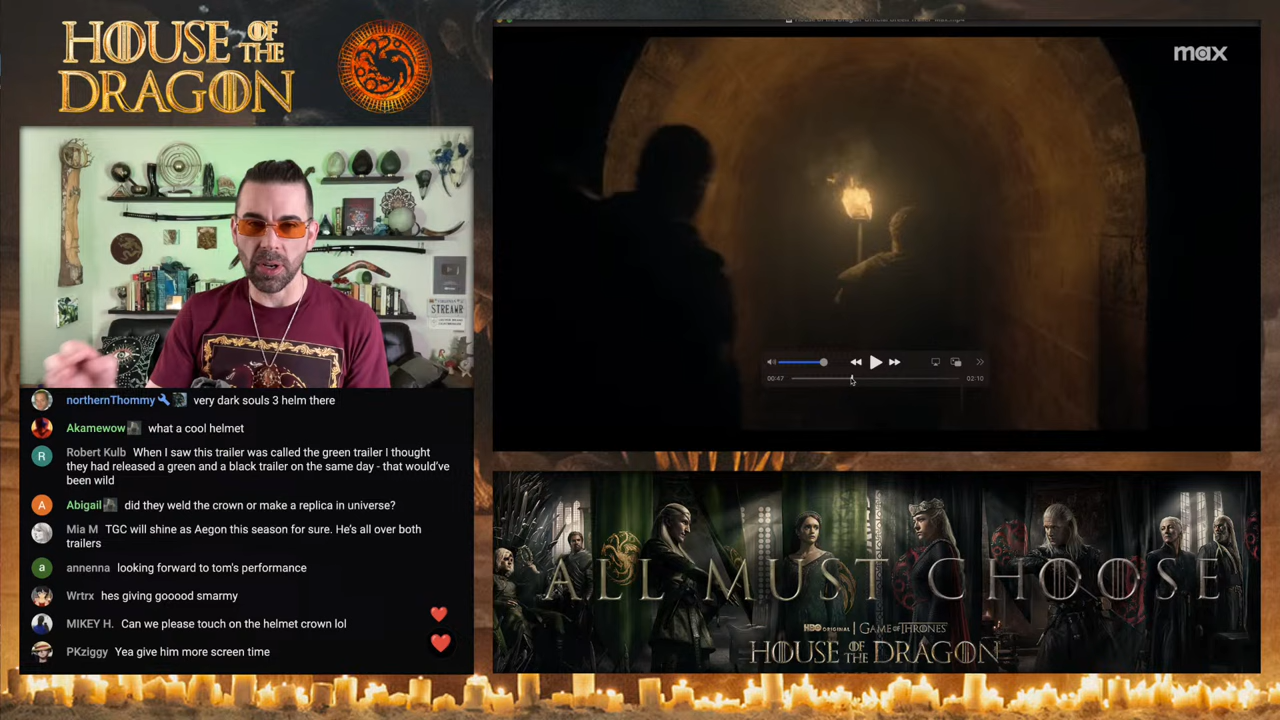 HOUSE OF THE
DRAGON
max
STREAWR
00:47
02:10
northernThommy very dark souls 3 helm there
Akamewow what a cool helmet
Robert Kulb When I saw this trailer was called the green trailer I thought
they had released a green and a black trailer on the same day - that would've
been wild
Abigail did they weld the crown or make a replica in universe?
Mia M TGC will shine as Aegon this season for sure. He's all over both
trailers
annenna looking forward to tom's performance
Wrtrx hes giving gooood smarmy
MIKEY H. Can we please touch on the helmet crown lol
PKziggy Yea give him more screen time
ALL MUST CHOOSE
HBO ORIGINAL | GAME OF THRONES
HOUSE OF THE DRAGON